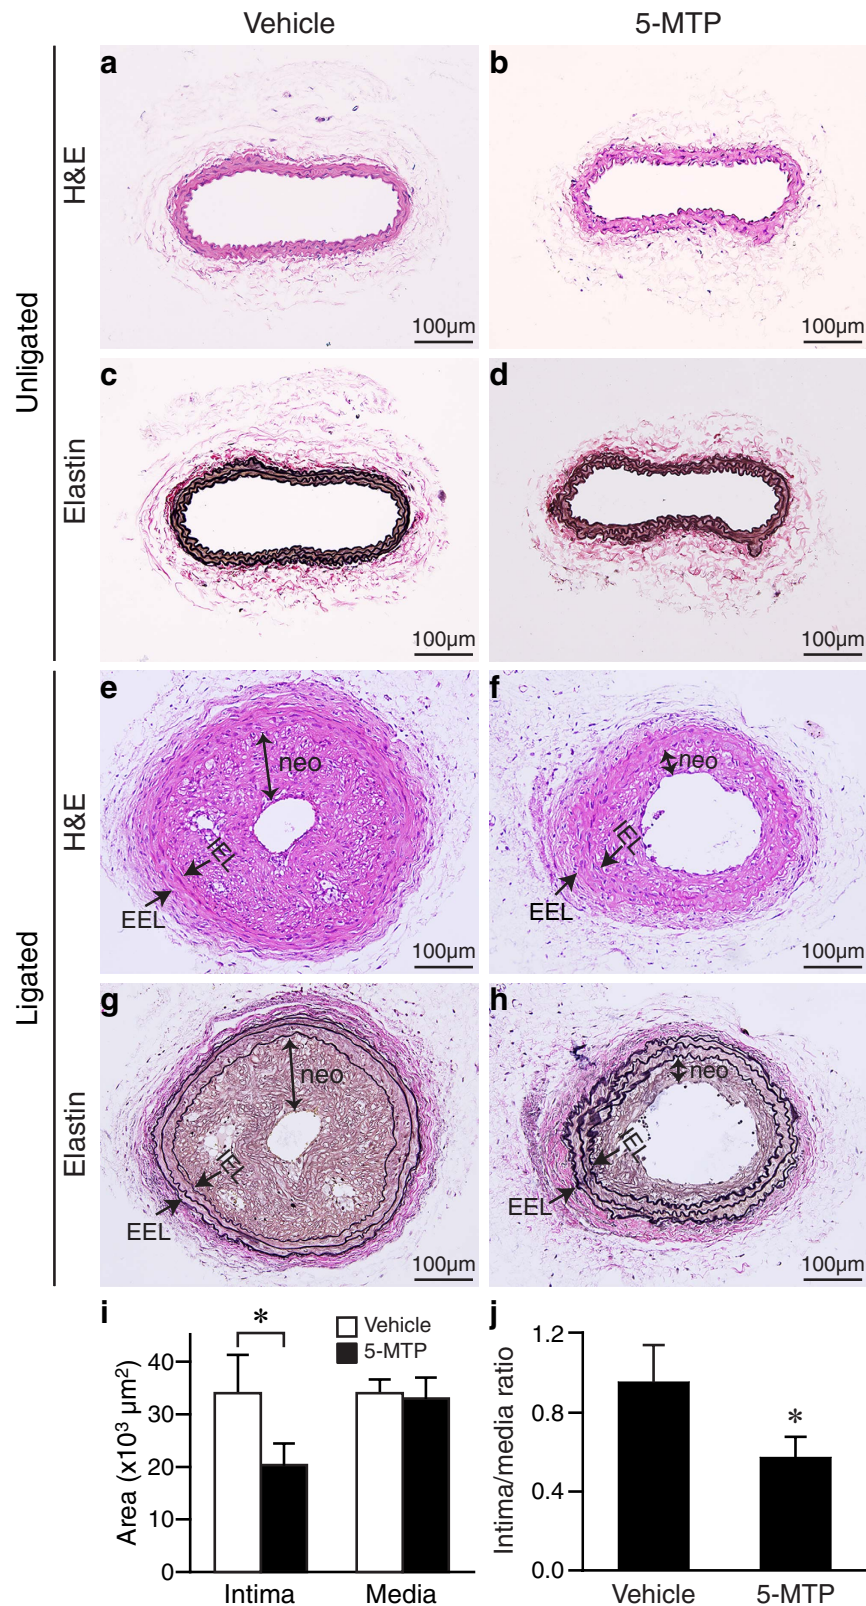 Vehicle 5-MTP
Unligated
H&E
a
100µm
b
100µm
Elastin
c
100µm
d
100µm
Ligated
H&E
e
neo
IEL
EEL
100µm
f
neo
IEL
EEL
100µm
Elastin
g
neo
IEL
EEL
100µm
h
neo
IEL
EEL
100µm
i
*
Vehicle
5-MTP
Area (x10³ µm²)
40
30
20
10
0
Intima Media
j
Intima/media ratio
1.2
0.8
0.4
0.0
*
Vehicle 5-MTP